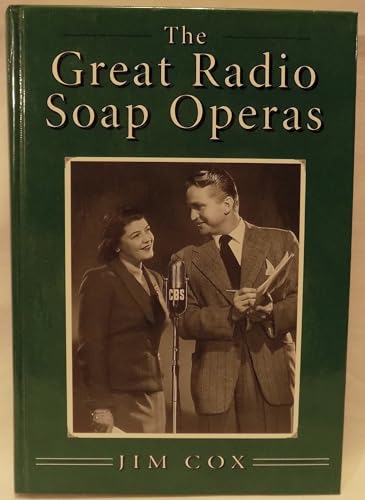 The
Great Radio
Soap Operas
CBS
JIM COX